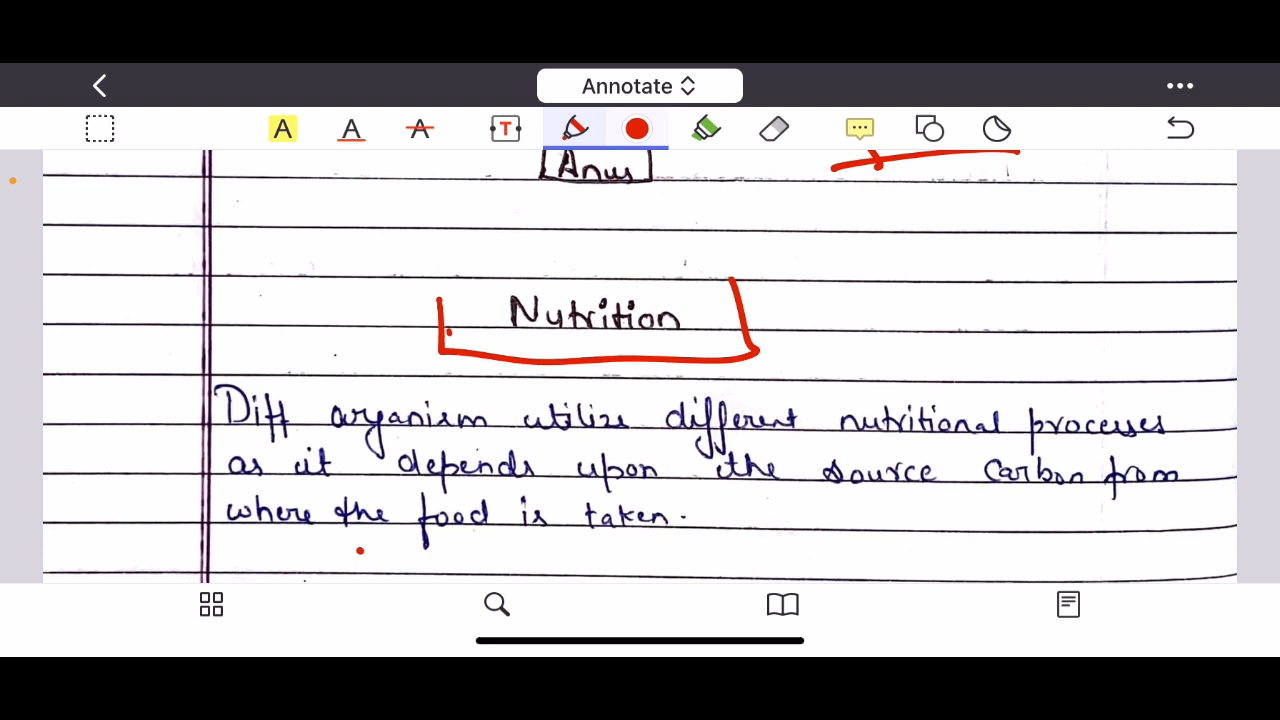 Annotate
A A A T
Anus
Nutrition
Diff organism utilize different nutritional processes
as it depends upon the source carbon from
where the food is taken.